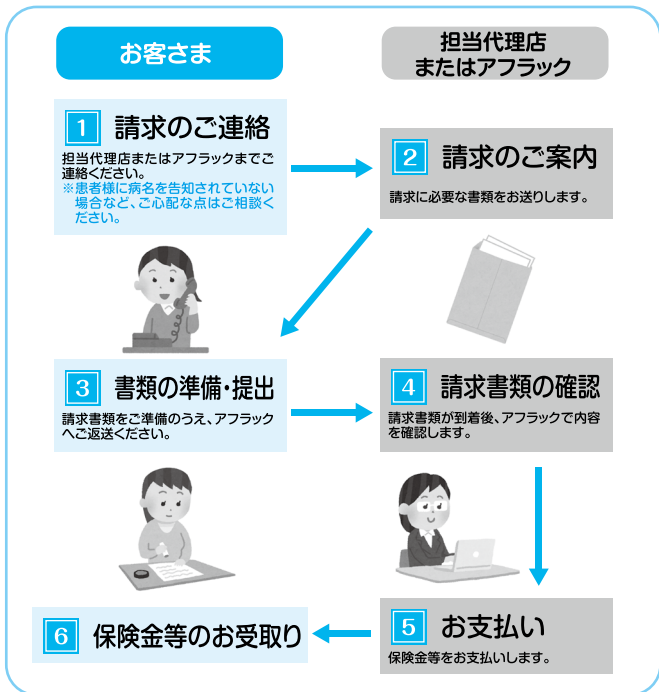 お客さま
担当代理店
またはアフラック
1 請求のご連絡
担当代理店またはアフラックまでご
連絡ください。
※患者様に病名を告知されていない
場合など、ご心配な点はご相談く
ださい。
2 請求のご案内
請求に必要な書類をお送りします。
3 書類の準備・提出
請求書類をご準備のうえ、アフラック
へご返送ください。
4 請求書類の確認
請求書類が到着後、アフラックで内容
を確認します。
5 お支払い
保険金等をお支払いします。
6 保険金等のお受取り